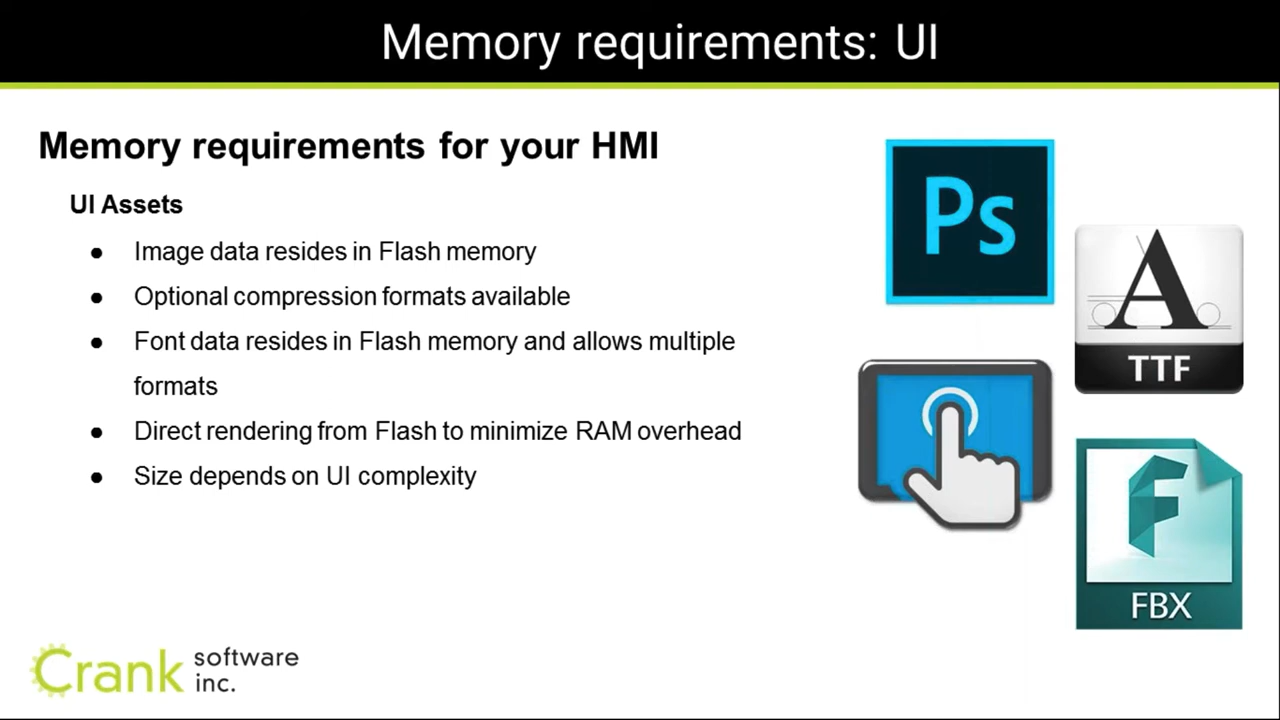 Memory requirements: UI
Memory requirements for your HMI
UI Assets
● Image data resides in Flash memory
● Optional compression formats available
● Font data resides in Flash memory and allows multiple
formats
● Direct rendering from Flash to minimize RAM overhead
● Size depends on UI complexity
Ps
A
TTF
F
FBX
Crank software
inc.